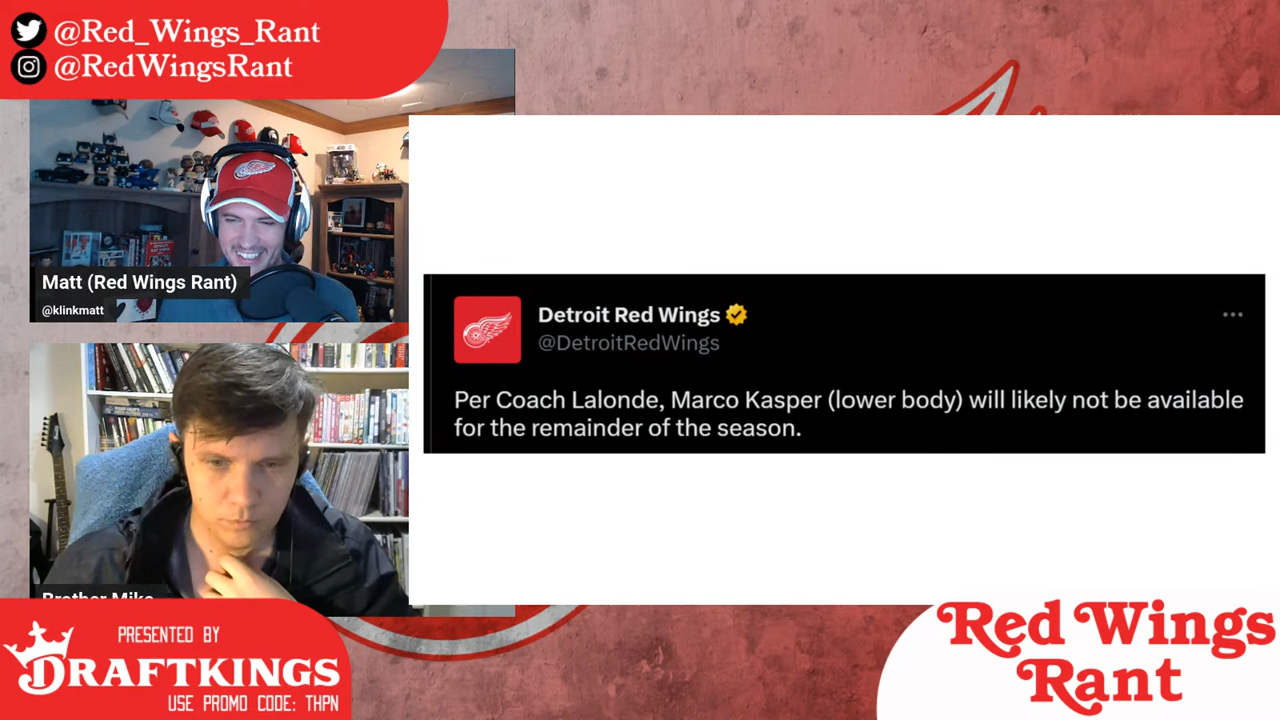 @Red_Wings_Rant
@RedWingsRant
Matt (Red Wings Rant)
@klinkmatt
Detroit Red Wings
@DetroitRedWings
Per Coach Lalonde, Marco Kasper (lower body) will likely not be available
for the remainder of the season.
Brother Mike
PRESENTED BY
DRAFTKINGS
USE PROMO CODE: THPN
Red Wings
Rant